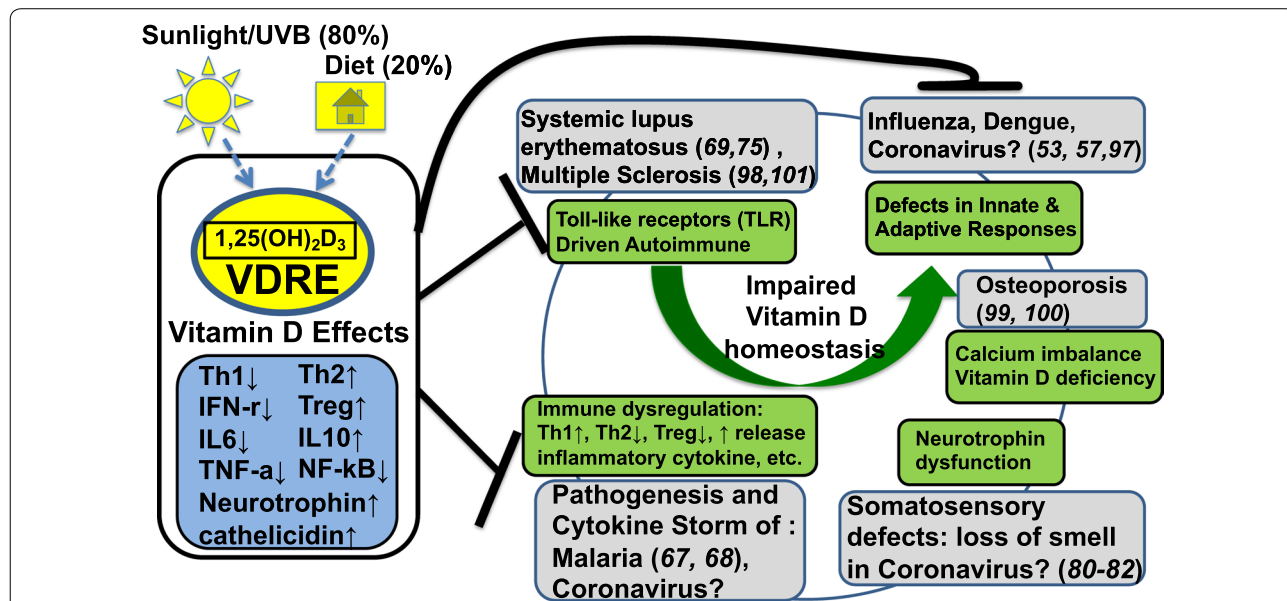 Sunlight/UVB (80%)
Diet (20%)
1,25(OH)₂D₃
VDRE
Vitamin D Effects
Th1↓ Th2↑
IFN-r↓ Treg↑
IL6↓ IL10↑
TNF-a↓ NF-kB↓
Neurotrophin↑
cathelicidin↑
Systemic lupus
erythematosus (69,75) ,
Multiple Sclerosis (98,101)
Toll-like receptors (TLR)
Driven Autoimmune
Influenza, Dengue,
Coronavirus? (53, 57,97)
Defects in Innate &
Adaptive Responses
Impaired
Vitamin D
homeostasis
Osteoporosis
(99, 100)
Calcium imbalance
Vitamin D deficiency
Immune dysregulation:
Th1↑, Th2↓, Treg↓, ↑ release
inflammatory cytokine, etc.
Pathogenesis and
Cytokine Storm of :
Malaria (67, 68),
Coronavirus?
Neurotrophin
dysfunction
Somatosensory
defects: loss of smell
in Coronavirus? (80-82)